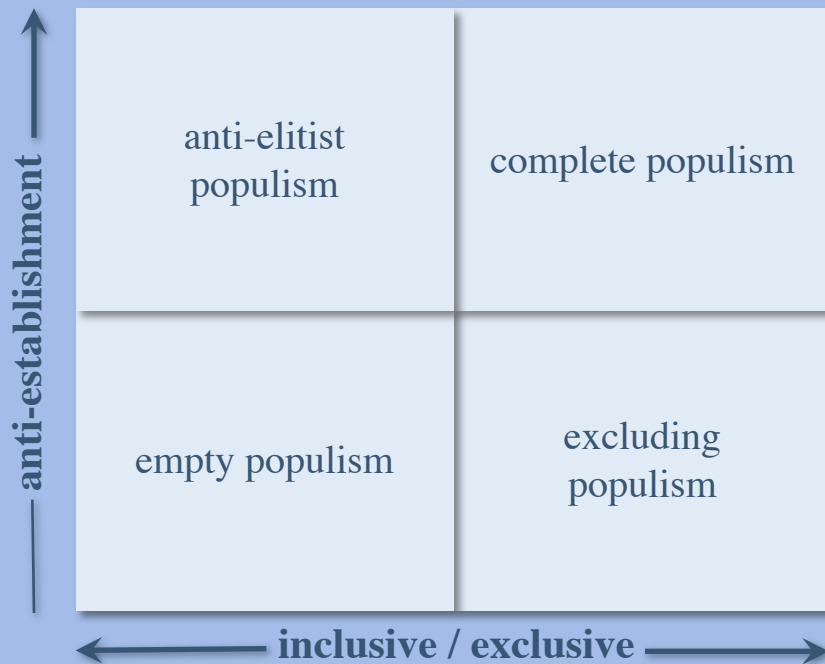 anti-establishment
anti-elitist
populism
complete populism
empty populism
excluding
populism
inclusive / exclusive